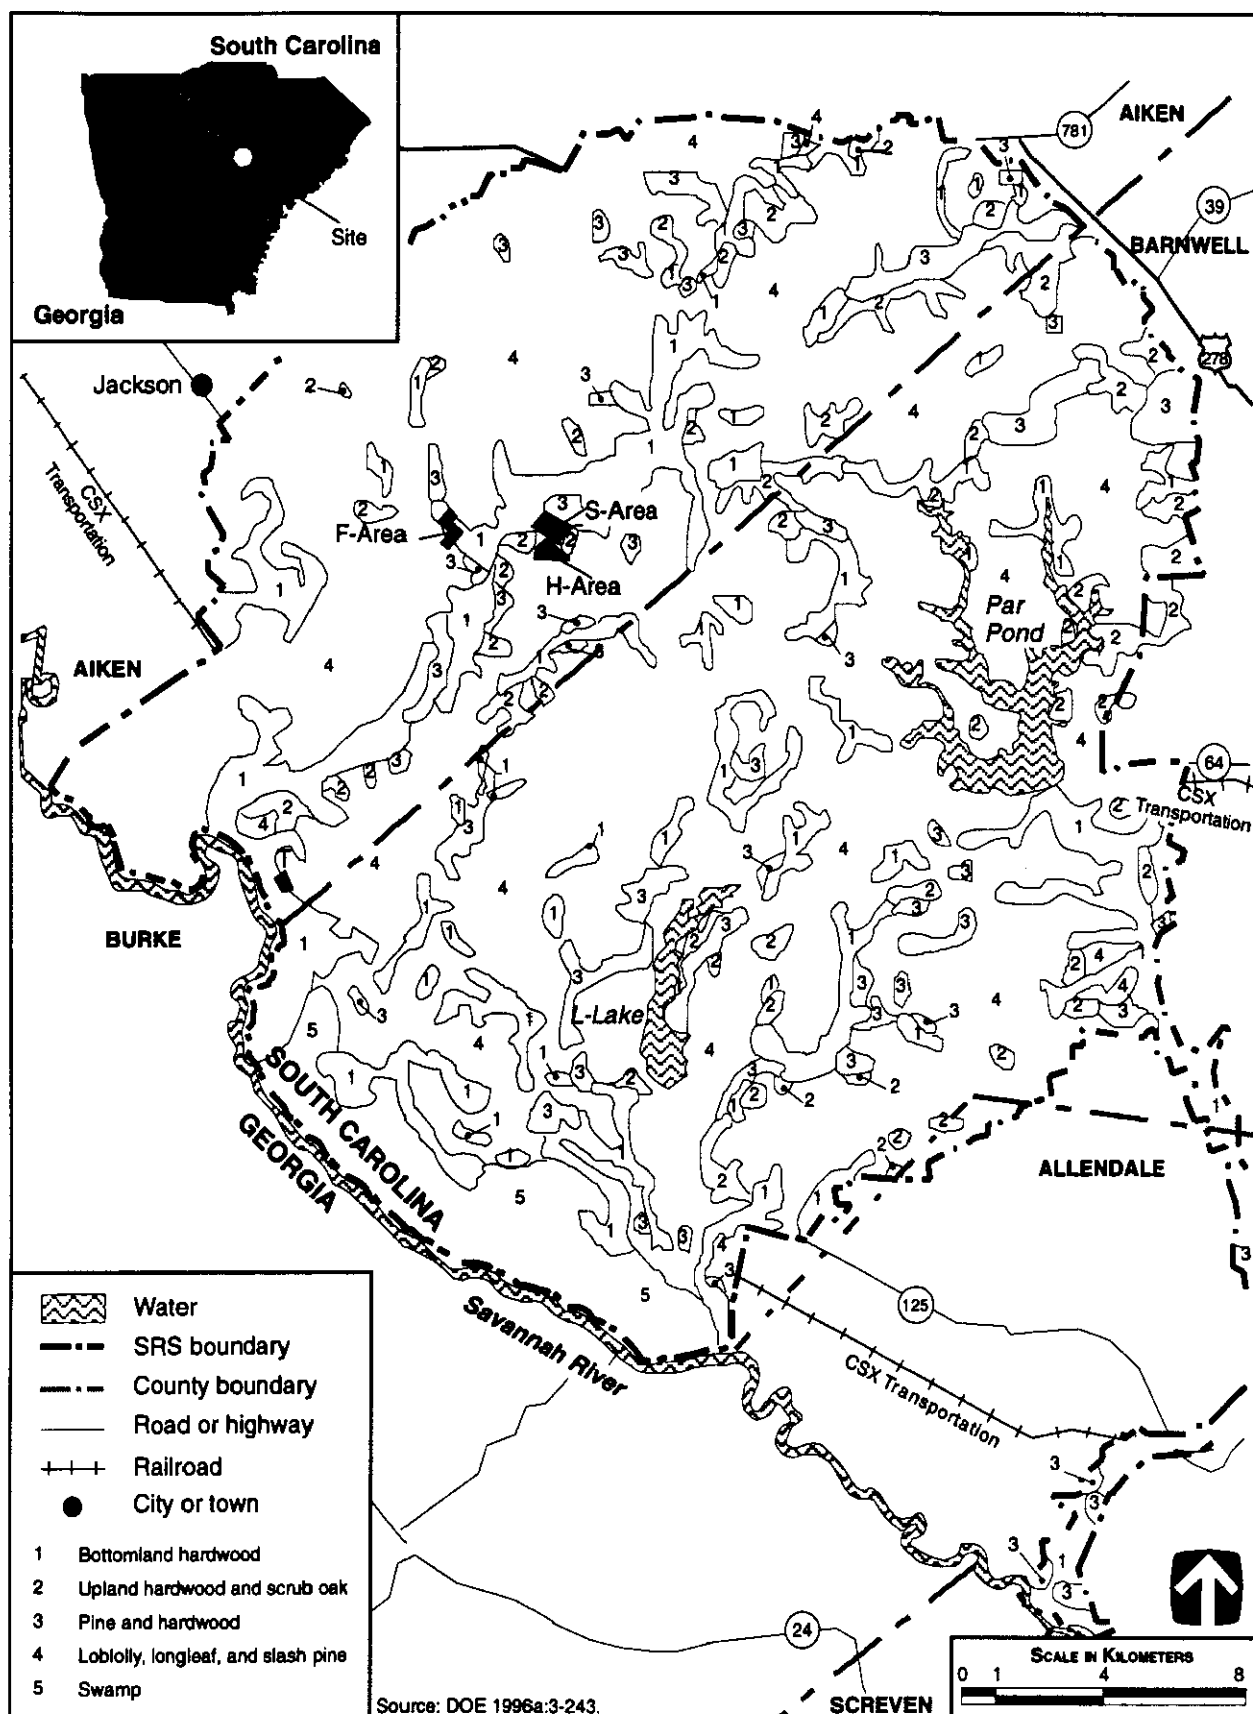 South Carolina
Site
Georgia
AIKEN
781
39
BARNWELL
278
Jackson
CSX
Transportation
F-Area
S-Area
H-Area
Par
Pond
AIKEN
64
CSX
Transportation
BURKE
L-Lake
SOUTH CAROLINA
GEORGIA
ALLENDALE
125
Savannah River
CSX Transportation
24
SCREVEN
Water
SRS boundary
County boundary
Road or highway
Railroad
City or town
1 Bottomland hardwood
2 Upland hardwood and scrub oak
3 Pine and hardwood
4 Loblolly, longleaf, and slash pine
5 Swamp
Source: DOE 1996a:3-243.
SCALE IN KILOMETERS
0 1 4 8